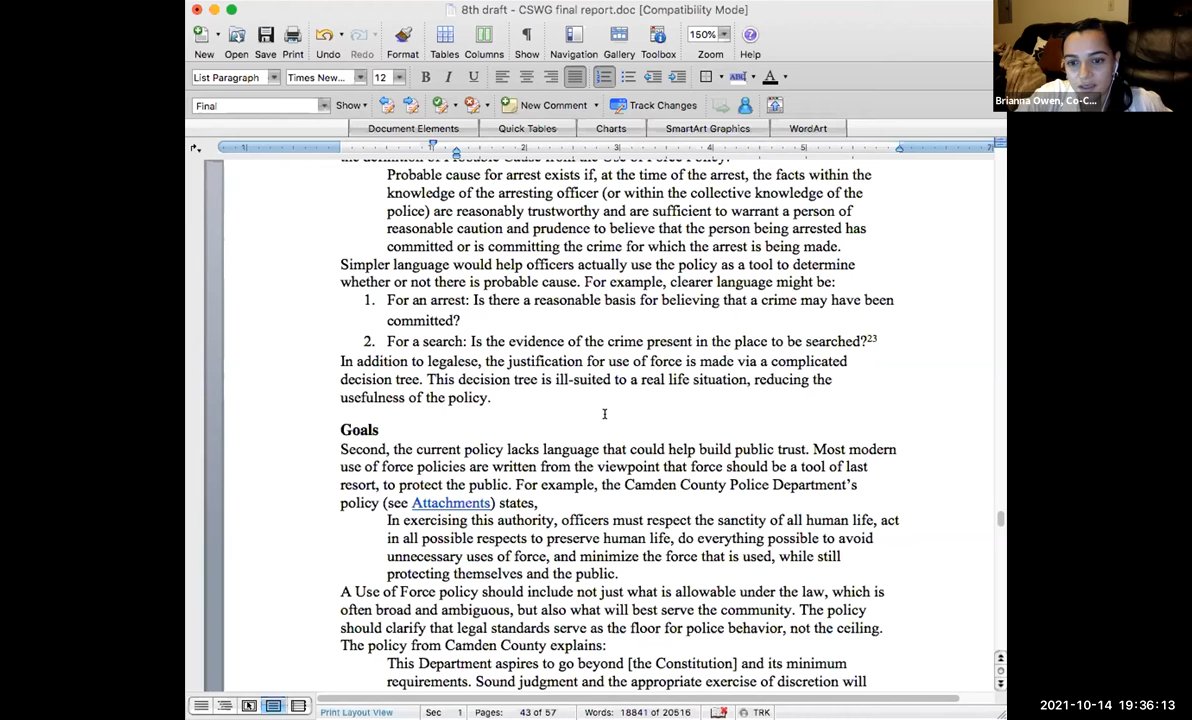 8th draft - CSWG final report.doc [Compatibility Mode]
New Open Save Print Undo Redo Format Tables Columns Show Navigation Gallery Toolbox Zoom Help
150%
List Paragraph Times New... 12 B I U A
Final Show New Comment Track Changes
Document Elements Quick Tables Charts SmartArt Graphics WordArt
Brianna Owen, Co-C...
the definition of Probable Cause from the Use of Force Policy:
Probable cause for arrest exists if, at the time of the arrest, the facts within the
knowledge of the arresting officer (or within the collective knowledge of the
police) are reasonably trustworthy and are sufficient to warrant a person of
reasonable caution and prudence to believe that the person being arrested has
committed or is committing the crime for which the arrest is being made.
Simpler language would help officers actually use the policy as a tool to determine
whether or not there is probable cause. For example, clearer language might be:
1. For an arrest: Is there a reasonable basis for believing that a crime may have been
committed?
2. For a search: Is the evidence of the crime present in the place to be searched?23
In addition to legalese, the justification for use of force is made via a complicated
decision tree. This decision tree is ill-suited to a real life situation, reducing the
usefulness of the policy.
Goals
Second, the current policy lacks language that could help build public trust. Most modern
use of force policies are written from the viewpoint that force should be a tool of last
resort, to protect the public. For example, the Camden County Police Department's
policy (see Attachments) states,
In exercising this authority, officers must respect the sanctity of all human life, act
in all possible respects to preserve human life, do everything possible to avoid
unnecessary uses of force, and minimize the force that is used, while still
protecting themselves and the public.
A Use of Force policy should include not just what is allowable under the law, which is
often broad and ambiguous, but also what will best serve the community. The policy
should clarify that legal standards serve as the floor for police behavior, not the ceiling.
The policy from Camden County explains:
This Department aspires to go beyond [the Constitution] and its minimum
requirements. Sound judgment and the appropriate exercise of discretion will
Print Layout View Sec 1 Pages: 43 of 57 Words: 18841 of 20516 TRK
2021-10-14 19:36:13